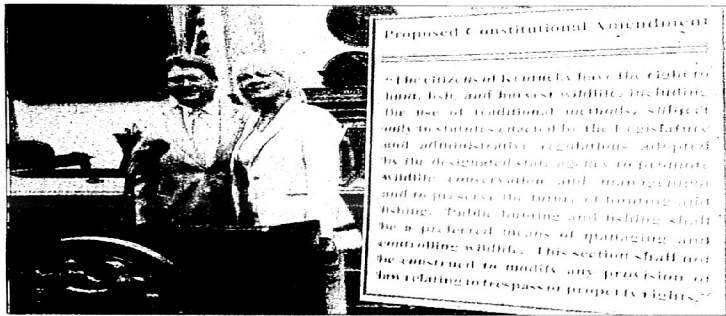 Proposed Constitutional Amendment
"The citizens of Kentucky have the right to
hunt, fish, and harvest wildlife, including
the use of traditional methods, subject
only to statutes enacted by the Legislature
and administrative regulations adopted
by the designated state agency to promote
wildlife conservation and management
and to preserve the future of hunting and
fishing. Public hunting and fishing shall
be a preferred means of managing and
controlling wildlife. This section shall not
be construed to modify any provision of
law relating to trespass or property rights."